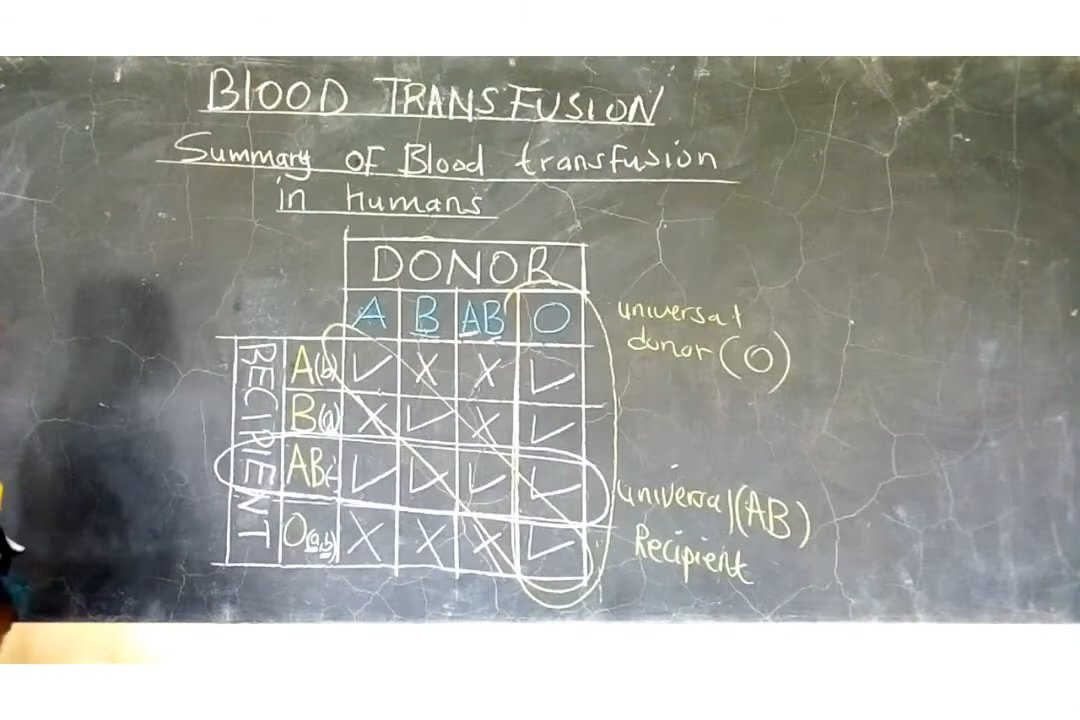 BLOOD TRANSFUSION
Summary of Blood transfusion
in humans
DONOR
A B AB O
RECIPIENT
A(b) ✓ X X ✓
B(a) X ✓ X ✓
AB(- ✓ ✓ ✓ ✓
O(a,b) X X X ✓
universal
donor (O)
universal (AB)
Recipient